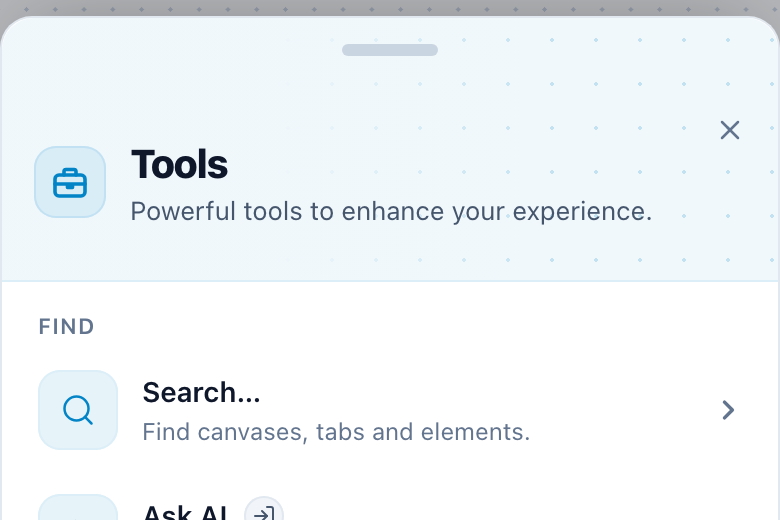 Tools
Powerful tools to enhance your experience.
FIND
Search...
Find canvases, tabs and elements.
Ask AI